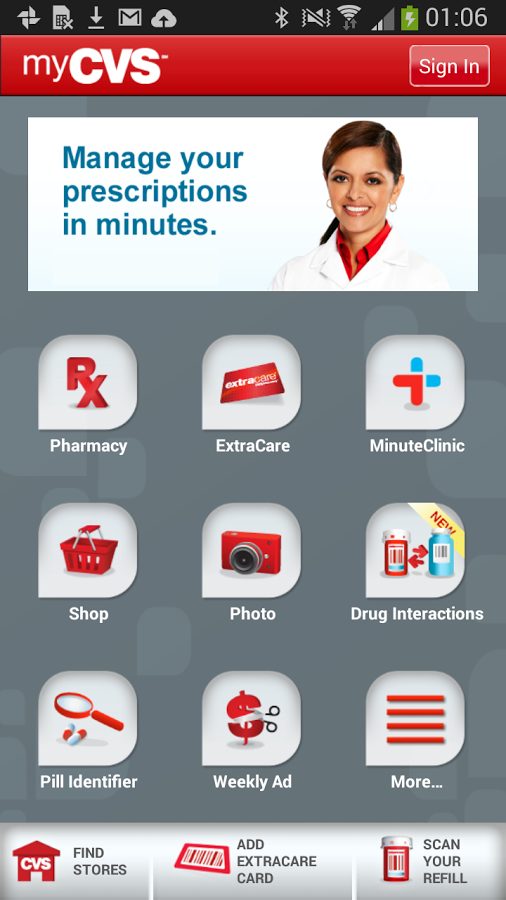 01:06
myCVS™
Sign In
Manage your
prescriptions
in minutes.
Rx
extracare
Pharmacy
ExtraCare
MinuteClinic
NEW
Shop
Photo
Drug Interactions
$
Pill Identifier
Weekly Ad
More...
CVS
FIND
STORES
ADD
EXTRACARE
CARD
SCAN
YOUR
REFILL